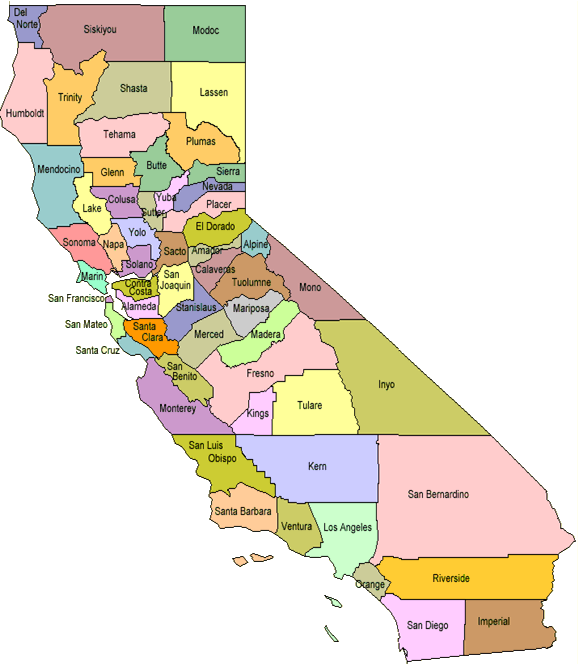 Del
Norte
Siskiyou
Modoc
Humboldt
Trinity
Shasta
Lassen
Tehama
Plumas
Mendocino
Glenn
Butte
Sierra
Lake
Colusa
Sutter
Yuba
Nevada
Placer
Sonoma
Napa
Yolo
Solano
Sacto
El Dorado
Amador
Alpine
Marin
Contra
Costa
San
Joaquin
Calaveras
Tuolumne
Mono
San Francisco
Alameda
Stanislaus
Mariposa
San Mateo
Santa
Clara
Merced
Madera
Santa Cruz
San
Benito
Fresno
Inyo
Monterey
Kings
Tulare
San Luis
Obispo
Kern
San Bernardino
Santa Barbara
Ventura
Los Angeles
Orange
Riverside
San Diego
Imperial